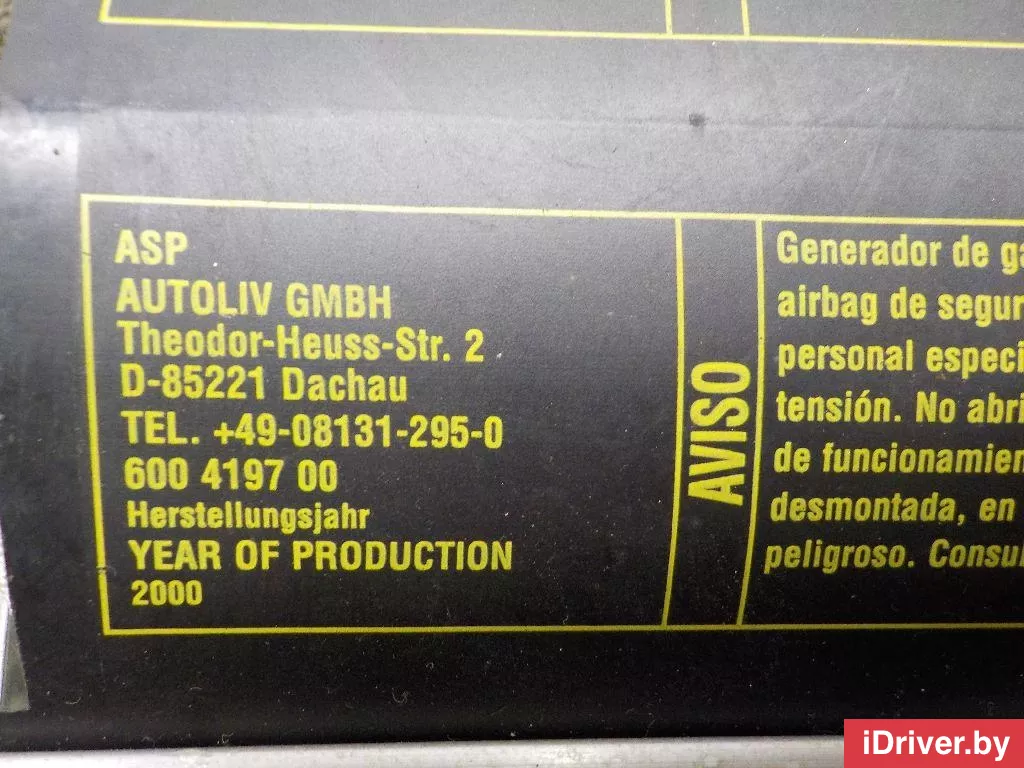 ASP
AUTOLIV GMBH
Theodor-Heuss-Str. 2
D-85221 Dachau
TEL. +49-08131-295-0
600 4197 00
Herstellungsjahr
YEAR OF PRODUCTION
2000
AVISO
Generador de
airbag de
personal
tensión. No
de
desmontada, en
peligroso.
iDriver.by